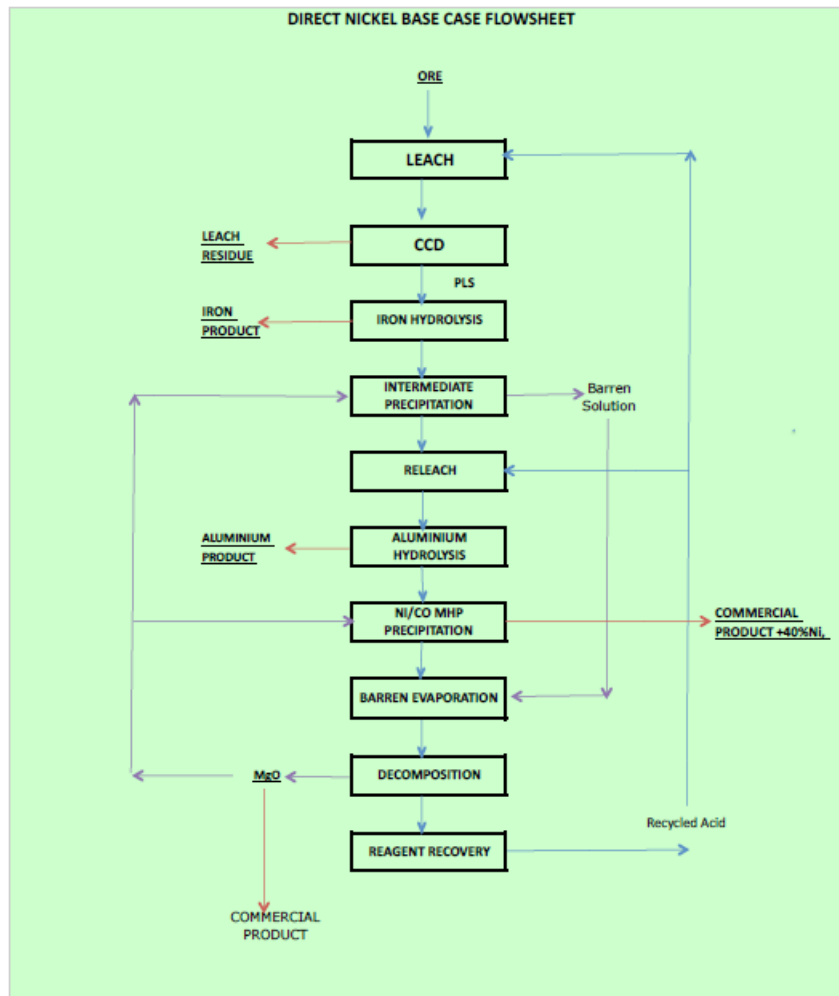 DIRECT NICKEL BASE CASE FLOWSHEET
ORE
LEACH
LEACH
RESIDUE
CCD
PLS
IRON
PRODUCT
IRON HYDROLYSIS
INTERMEDIATE
PRECIPITATION
Barren
Solution
RELEACH
ALUMINIUM
PRODUCT
ALUMINIUM
HYDROLYSIS
NI/CO MHP
PRECIPITATION
COMMERCIAL
PRODUCT +40%Ni,
BARREN EVAPORATION
MgO
DECOMPOSITION
Recycled Acid
REAGENT RECOVERY
COMMERCIAL
PRODUCT